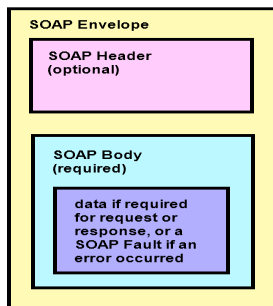 SOAP Envelope
SOAP Header
(optional)
SOAP Body
(required)
data if required
for request or
response, or a
SOAP Fault if an
error occurred